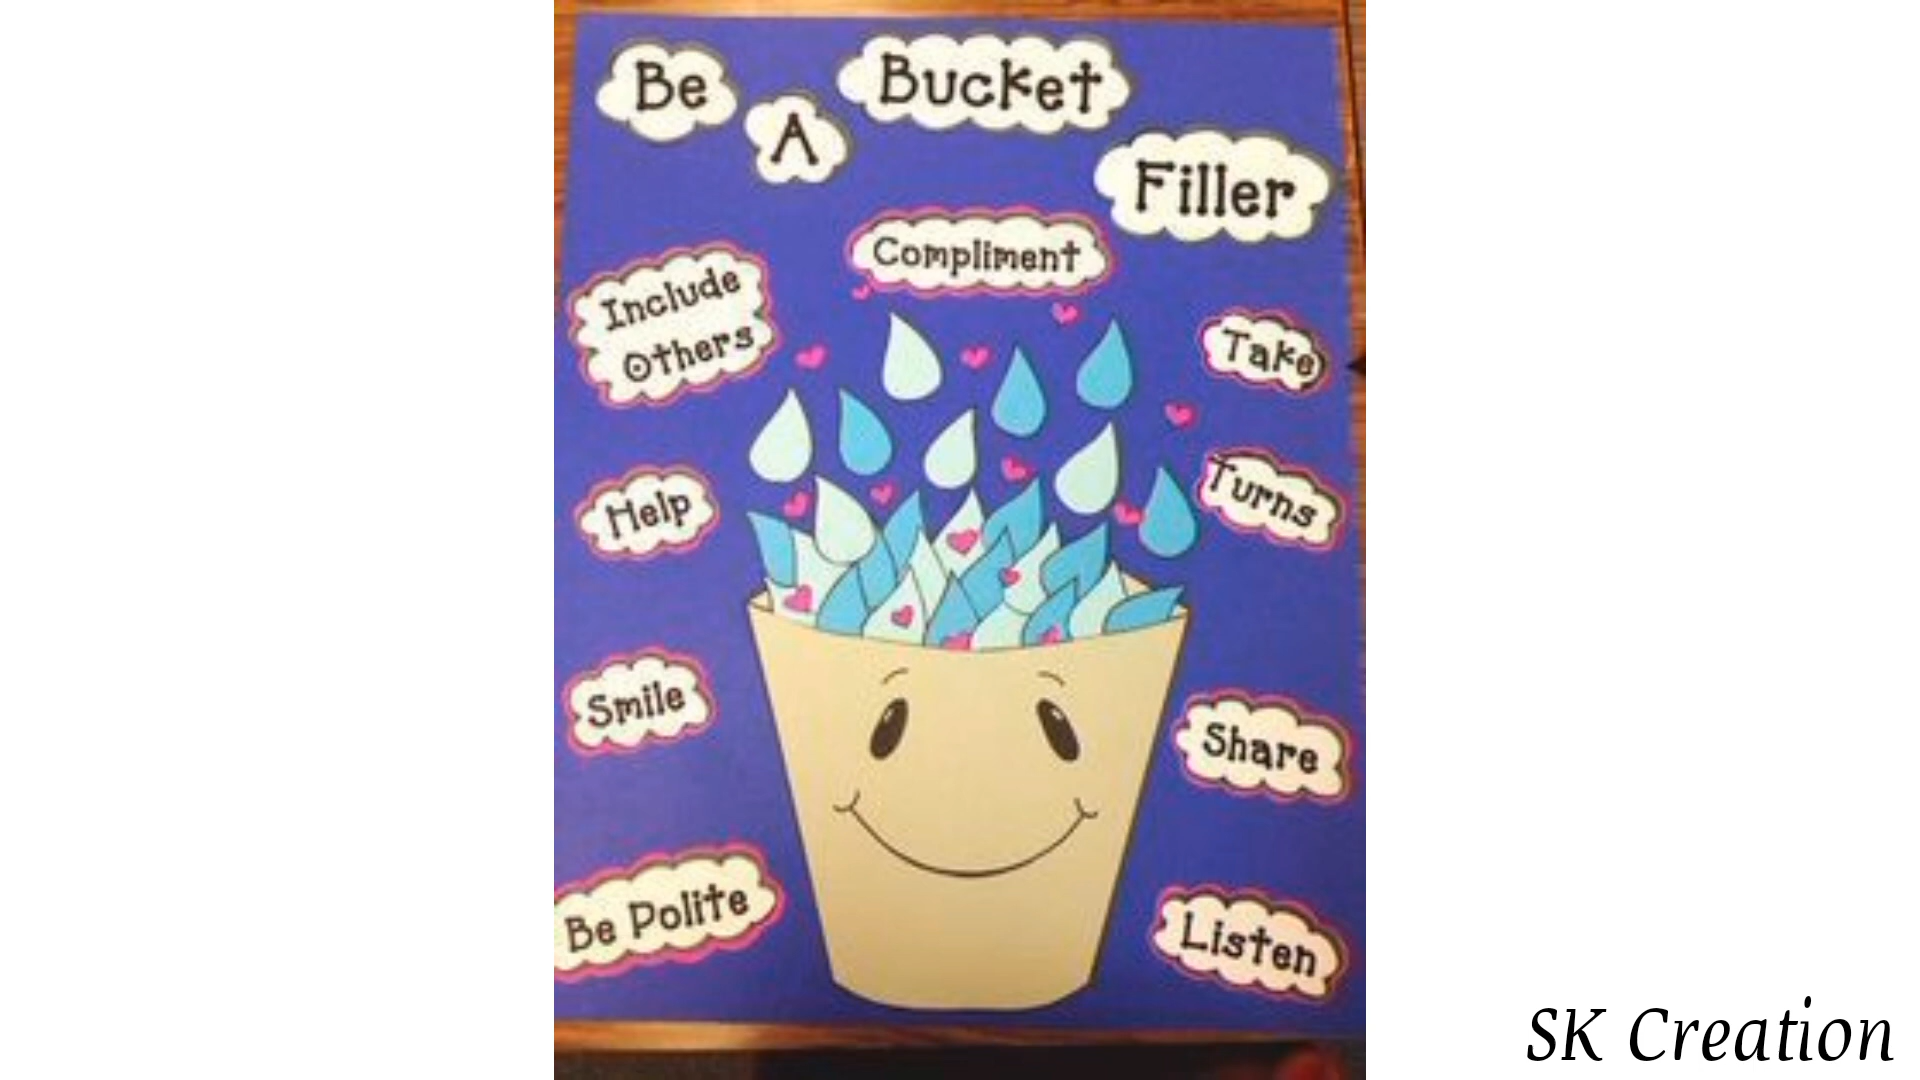 Be
A
Bucket
Filler
Compliment
Include
Others
Take
Turns
Help
Smile
Share
Be Polite
Listen
SK Creation